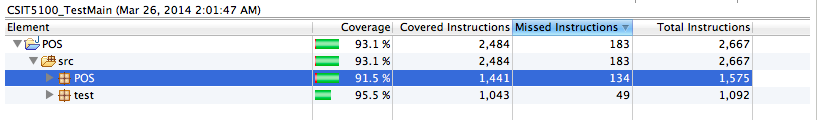 CSIT5100_TestMain (Mar 26, 2014 2:01:47 AM)
Element Coverage Covered Instructions Missed Instructions Total Instructions
POS 93.1 % 2,484 183 2,667
src 93.1 % 2,484 183 2,667
POS 91.5 % 1,441 134 1,575
test 95.5 % 1,043 49 1,092